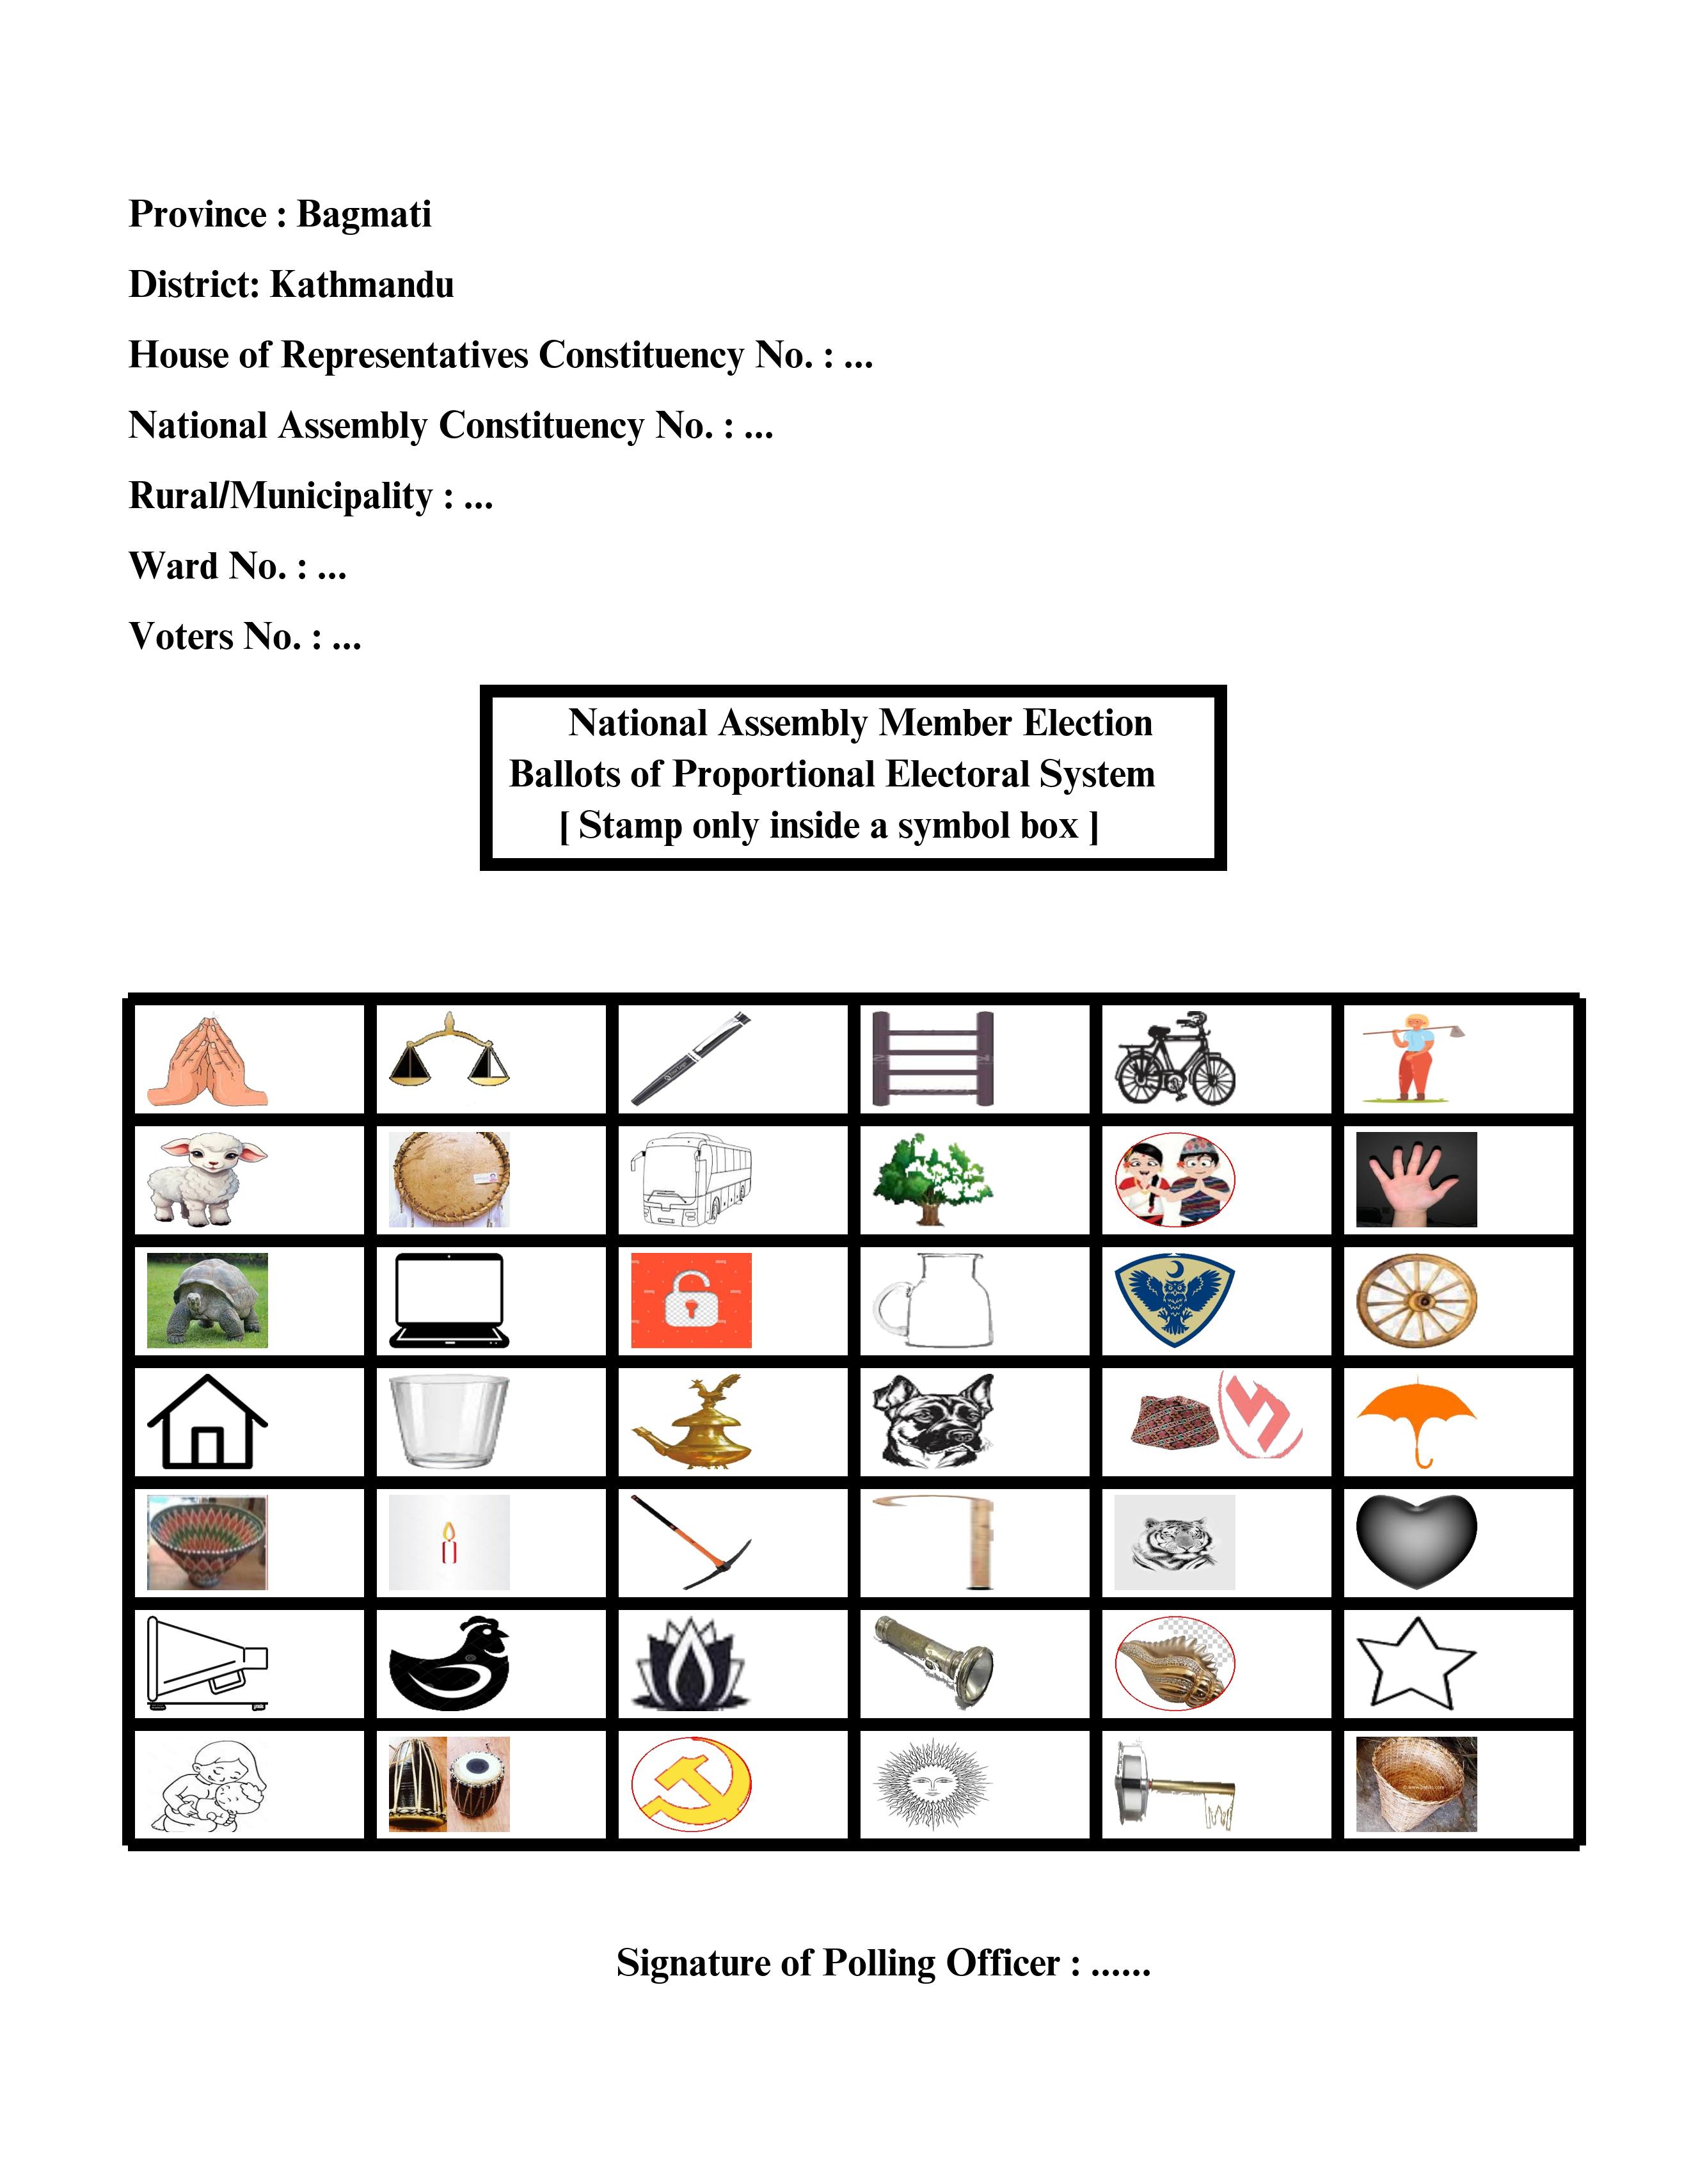 Province : Bagmati
District: Kathmandu
House of Representatives Constituency No. : ...
National Assembly Constituency No. : ...
Rural/Municipality : ...
Ward No. : ...
Voters No. : ...
National Assembly Member Election
Ballots of Proportional Electoral System
[ Stamp only inside a symbol box ]
Signature of Polling Officer : ......